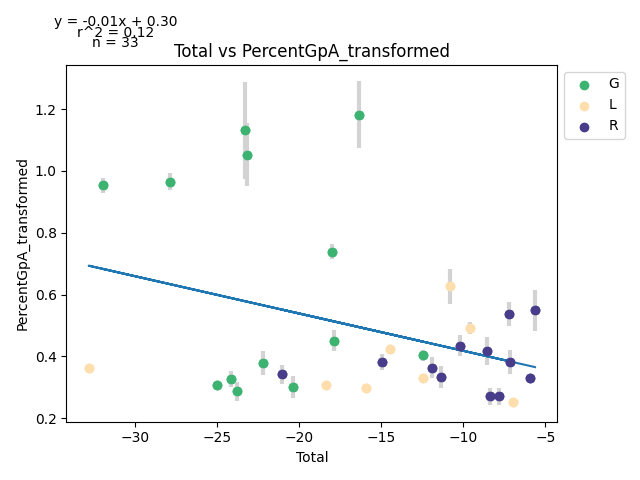 y = -0.01x + 0.30
r^2 = 0.12
n = 33
Total vs PercentGpA_transformed
G
L
R
PercentGpA_transformed
1.2
1.0
0.8
0.6
0.4
0.2
−30
−25
−20
−15
−10
−5
Total